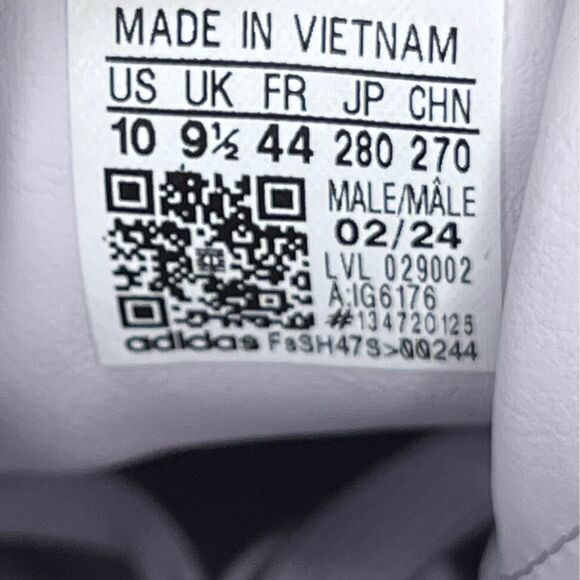 MADE IN VIETNAM
US UK FR JP CHN
10 9½ 44 280 270
MALE/MÂLE
02/24
LVL 029002
A:IG6176
#134720125
adidas FsSH47S>00244